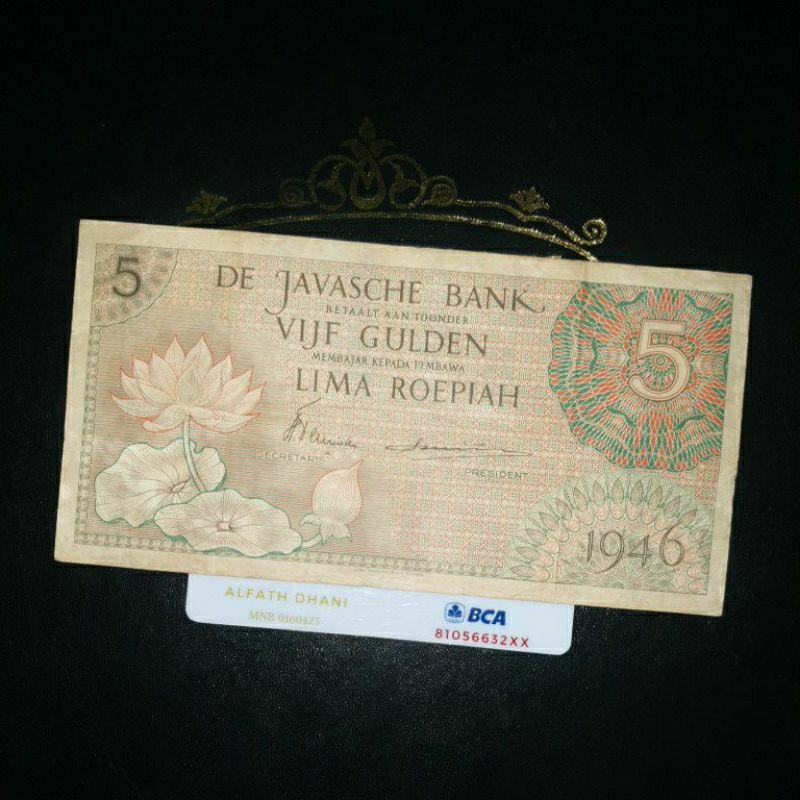 5
DE JAVASCHE BANK
BETAALT AAN TOONDER
VIJF GULDEN
MEMBAJAR KEPADA PEMBAWA
LIMA ROEPIAH
5
SECRETARIS
PRESIDENT
1946
ALFATH DHANI
MNB 0160425
BCA
81056632XX